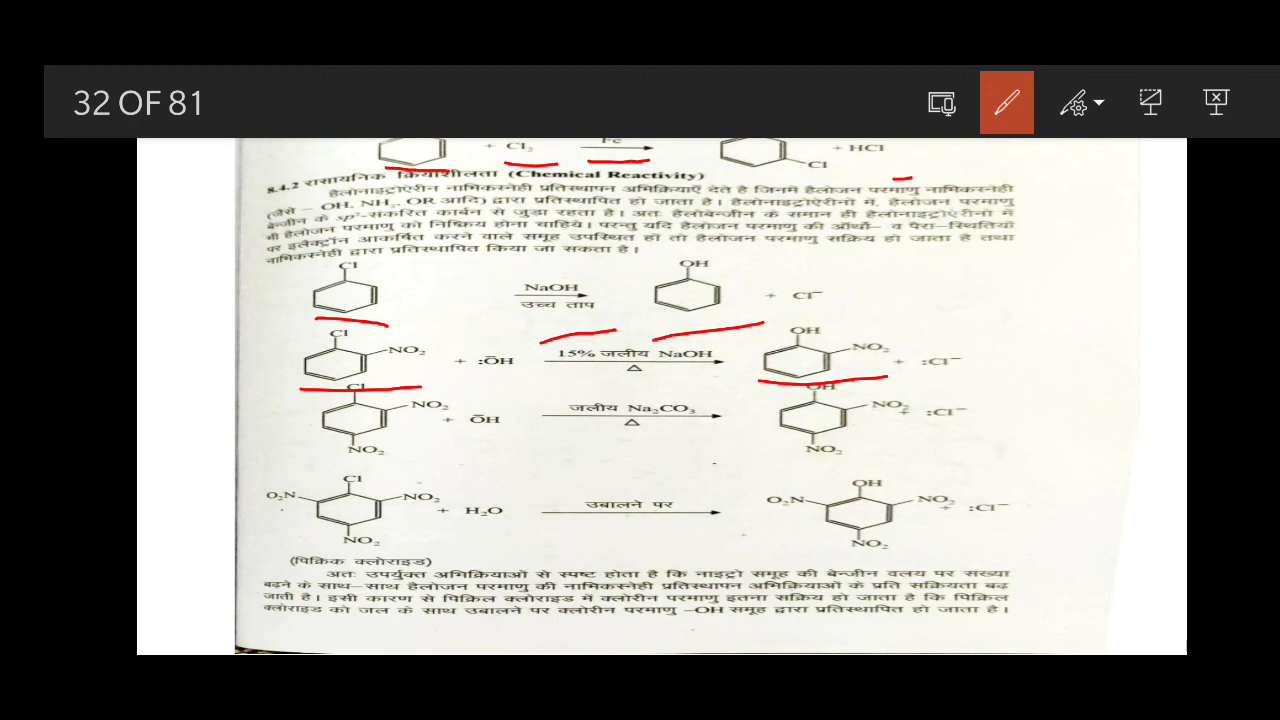 32 OF 81
+ Cl₂ Fe Cl + HCl
8.4.2 रासायनिक क्रियाशीलता (Chemical Reactivity)
हैलोनाइट्रोऐरीन नाभिकस्नेही प्रतिस्थापन अभिक्रियाएँ देते है जिनमें हैलोजन परमाणु नाभिकस्नेही
(जैसे – OH, NH₂, OR आदि) द्वारा प्रतिस्थापित हो जाता है। हैलोनाइट्रोऐरीनो में, हैलोजन परमाणु
बेन्जीन के sp²-संकरित कार्बन से जुड़ा रहता है। अतः हैलोबेन्जीन के समान ही हैलोनाइट्रोऐरीनो में
भी हैलोजन परमाणु को निष्क्रिय होना चाहिये। परन्तु यदि हैलोजन परमाणु की ऑर्थो– व पैरा–स्थितियों
पर इलेक्ट्रॉन आकर्षित करने वाले समूह उपस्थित हों तो हैलोजन परमाणु सक्रिय हो जाता है तथा
नाभिकस्नेही द्वारा प्रतिस्थापित किया जा सकता है।
Cl NaOH उच्च ताप OH + Cl⁻
Cl NO₂ + :ŌH 15% जलीय NaOH Δ OH NO₂ + :Cl⁻
Cl NO₂ NO₂ + ŌH जलीय Na₂CO₃ Δ OH NO₂ NO₂ + :Cl⁻
Cl O₂N NO₂ NO₂ + H₂O उबालने पर OH O₂N NO₂ NO₂ + :Cl⁻
(पिक्रिक क्लोराइड)
अतः उपर्युक्त अभिक्रियाओं से स्पष्ट होता है कि नाइट्रो समूह की बेन्जीन वलय पर संख्या
बढ़ने के साथ–साथ हैलोजन परमाणु की नाभिकस्नेही प्रतिस्थापन अभिक्रियाओं के प्रति सक्रियता बढ़
जाती है। इसी कारण से पिक्रिल क्लोराइड में क्लोरीन परमाणु इतना सक्रिय हो जाता है कि पिक्रिल
क्लोराइड को जल के साथ उबालने पर क्लोरीन परमाणु –OH समूह द्वारा प्रतिस्थापित हो जाता है।